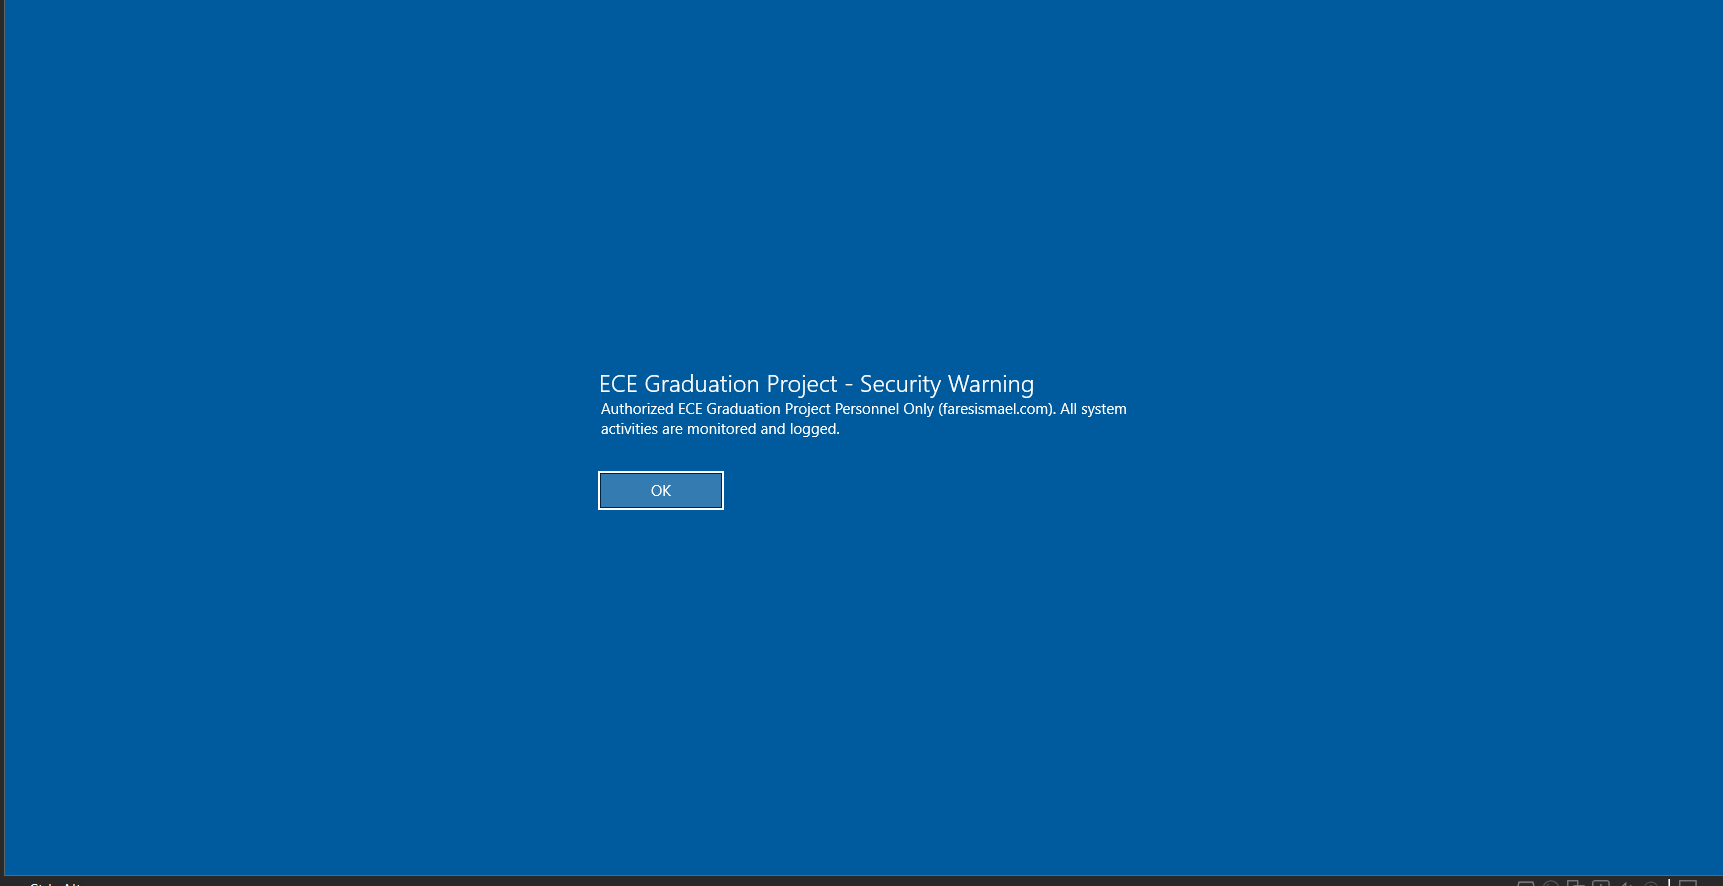 ECE Graduation Project - Security Warning
Authorized ECE Graduation Project Personnel Only (faresismael.com). All system
activities are monitored and logged.
OK